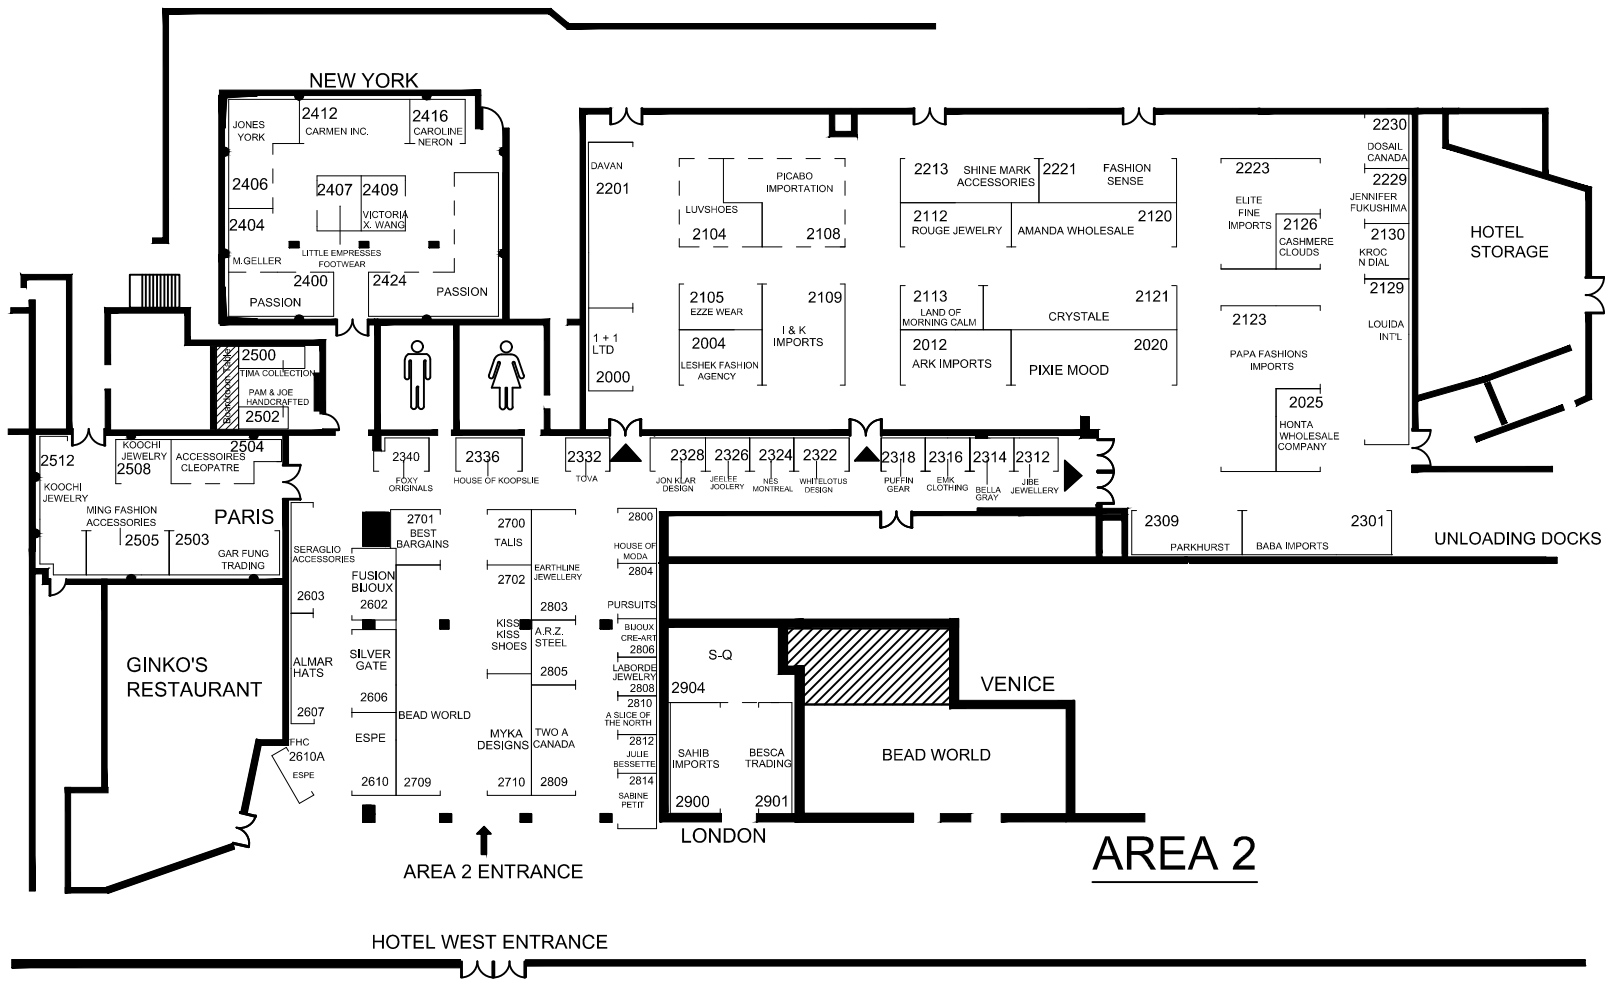 NEW YORK
2412
CARMEN INC.
2416
CAROLINE
NERON
JONES
YORK
2406
2407
2409
VICTORIA
X. WANG
2404
M.GELLER
LITTLE EMPRESSES
FOOTWEAR
2400
PASSION
2424
PASSION
DAVAN
2201
1 + 1
LTD
2000
LUVSHOES
2104
PICABO
IMPORTATION
2108
2105
EZZE WEAR
2004
LESHEK FASHION
AGENCY
2109
I & K
IMPORTS
2213
SHINE MARK
ACCESSORIES
2221
FASHION
SENSE
2112
ROUGE JEWELRY
2120
AMANDA WHOLESALE
2113
LAND OF
MORNING CALM
2121
CRYSTALE
2012
ARK IMPORTS
2020
PIXIE MOOD
2223
ELITE
FINE
IMPORTS
2126
CASHMERE
CLOUDS
2123
PAPA FASHIONS
IMPORTS
2025
HONTA
WHOLESALE
COMPANY
2230
DOSAIL
CANADA
2229
JENNIFER
FUKUSHIMA
2130
KROC
N DIAL
2129
LOUIDA
INT'L
HOTEL
STORAGE
2500
TIMA COLLECTION
PAM & JOE
HANDCRAFTED
2502
2512
KOOCHI
JEWELRY
KOOCHI
JEWELRY
2508
2504
ACCESSOIRES
CLEOPATRE
MING FASHION
ACCESSORIES
2505
2503
GAR FUNG
TRADING
PARIS
2340
FOXY
ORIGINALS
2336
HOUSE OF KOOPSLIE
2332
TOVA
2328
JON KLAR
DESIGN
2326
JEELEE
JOOLERY
2324
NES
MONTREAL
2322
WHITELOTUS
DESIGN
2318
PUFFIN
GEAR
2316
EMK
CLOTHING
2314
BELLA
GRAY
2312
JIBE
JEWELLERY
2309
PARKHURST
2301
BABA IMPORTS
UNLOADING DOCKS
SERAGLIO
ACCESSORIES
2603
ALMAR
HATS
2607
FHC
2610A
ESPE
2701
BEST
BARGAINS
FUSION
BIJOUX
2602
SILVER
GATE
2606
ESPE
2610
BEAD WORLD
2709
2700
TALIS
2702
KISS
KISS
SHOES
MYKA
DESIGNS
2710
EARTHLINE
JEWELLERY
2803
A.R.Z.
STEEL
2805
TWO A
CANADA
2809
2800
HOUSE OF
MODA
2804
PURSUITS
BIJOUX
CRE-ART
2806
LABORDE
JEWELRY
2808
2810
A SLICE OF
THE NORTH
2812
JULIE
BESSETTE
2814
SABINE
PETIT
S-Q
2904
SAHIB
IMPORTS
2900
BESCA
TRADING
2901
LONDON
VENICE
BEAD WORLD
GINKO'S
RESTAURANT
AREA 2
AREA 2 ENTRANCE
HOTEL WEST ENTRANCE